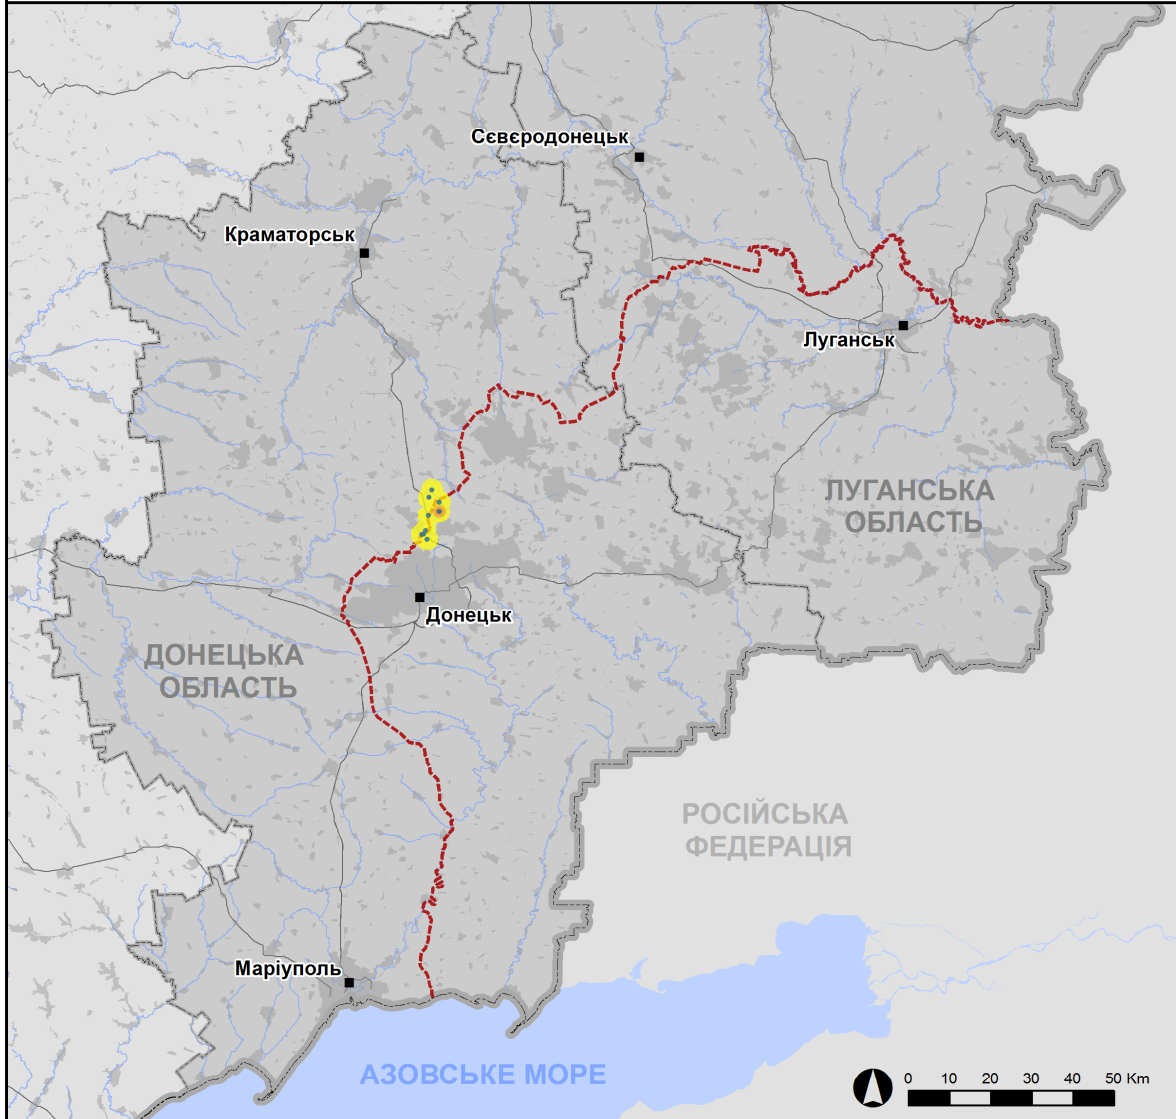 Сєвєродонецьк
Краматорськ
Луганськ
ЛУГАНСЬКА
ОБЛАСТЬ
Донецьк
ДОНЕЦЬКА
ОБЛАСТЬ
РОСІЙСЬКА
ФЕДЕРАЦІЯ
Маріуполь
АЗОВСЬКЕ МОРЕ
0 10 20 30 40 50 Km